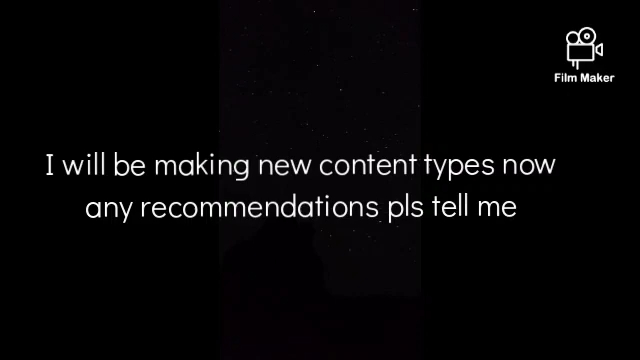 Film Maker
I will be making new content types now
any recommendations pls tell me